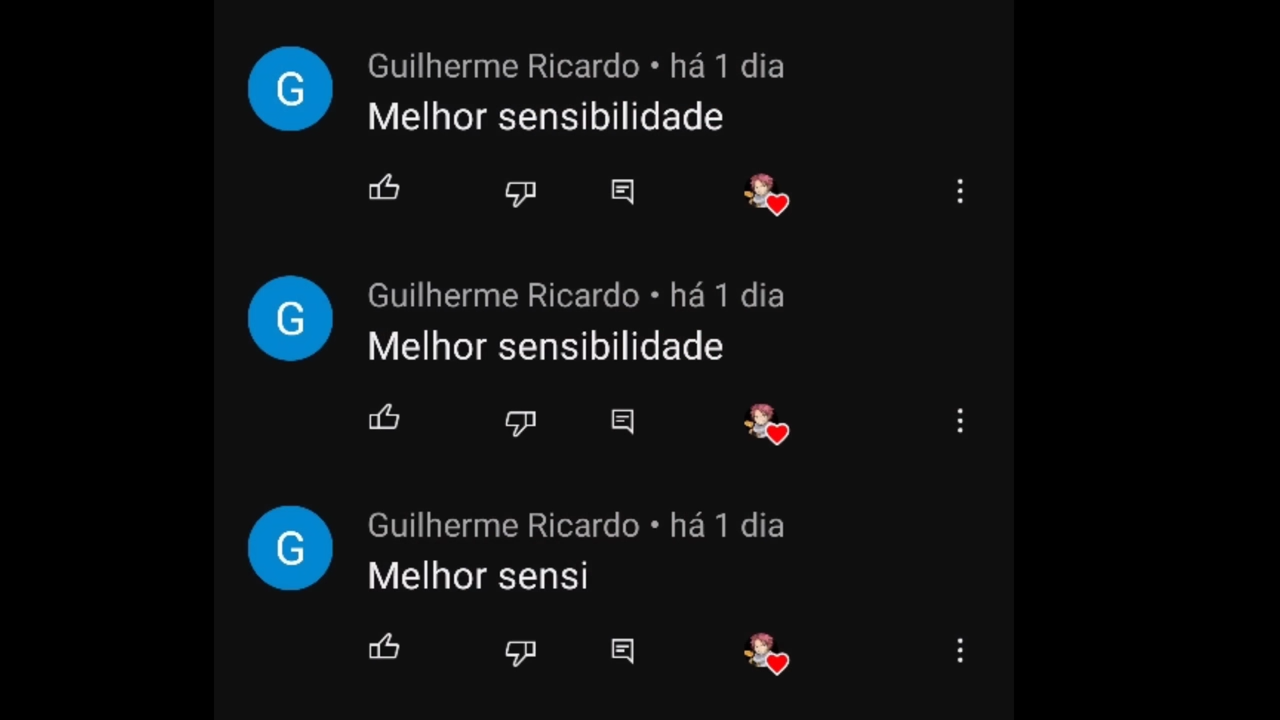 G
Guilherme Ricardo • há 1 dia
Melhor sensibilidade
G
Guilherme Ricardo • há 1 dia
Melhor sensibilidade
G
Guilherme Ricardo • há 1 dia
Melhor sensi